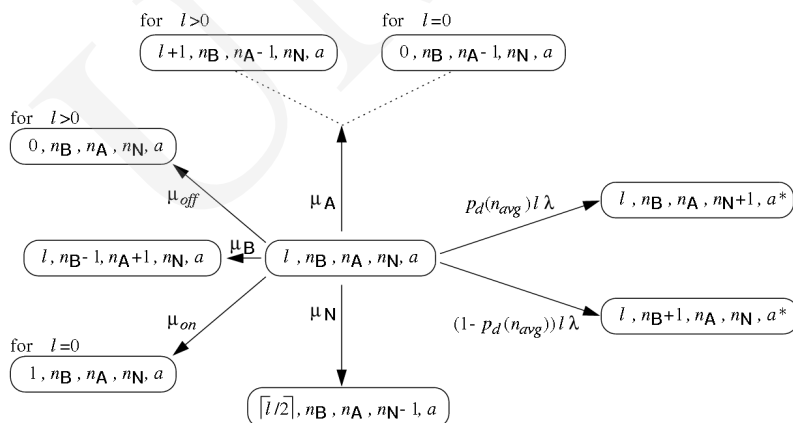 for l>0
for l=0
l+1, nB, nA−1, nN, a
0, nB, nA−1, nN, a
for l>0
0, nB, nA, nN, a
μoff
μA
pd(navg) l λ
l, nB, nA, nN+1, a*
l, nB−1, nA+1, nN, a
μB
l, nB, nA, nN, a
μon
μN
(1- pd(navg)) l λ
l, nB+1, nA, nN, a*
for l=0
1, nB, nA, nN, a
⌈l/2⌉, nB, nA, nN−1, a